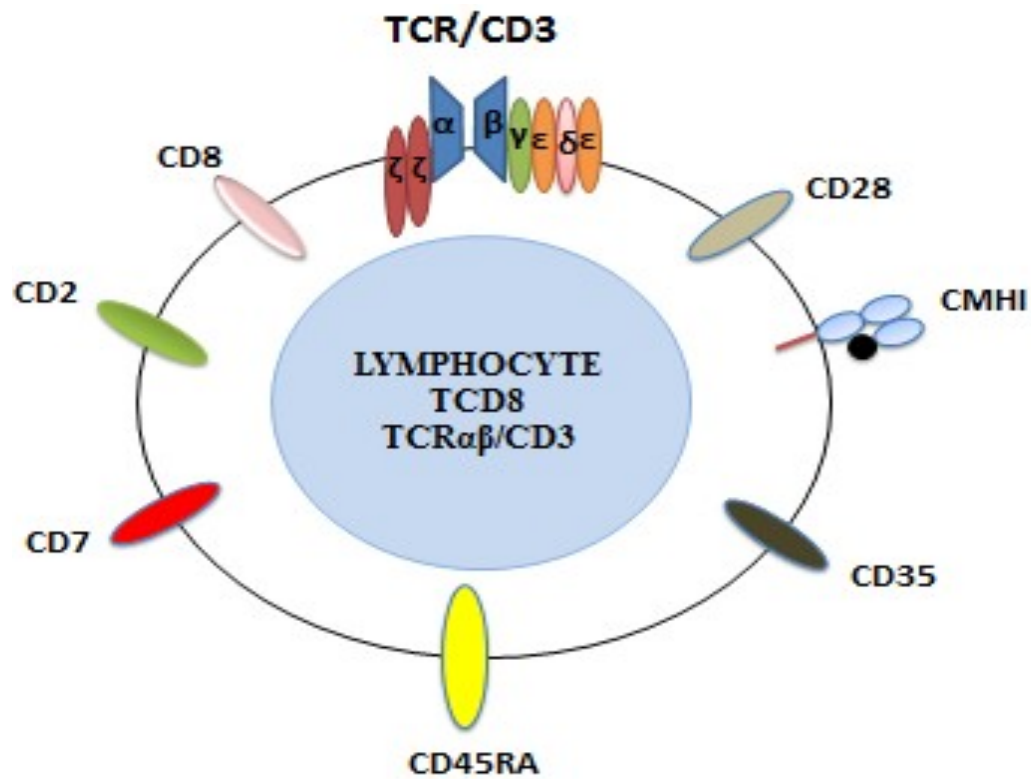 TCR/CD3
α β
γ ε δ ε
ζ ζ
CD8
CD28
CD2
CMHI
LYMPHOCYTE
TCD8
TCRαβ/CD3
CD7
CD35
CD45RA